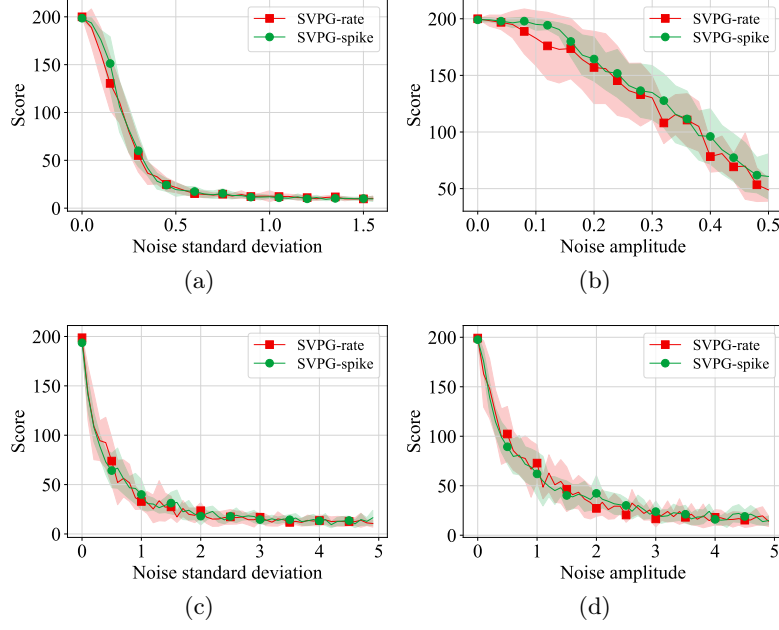 200
150
100
50
0
Score
SVPG-rate
SVPG-spike
0.0 0.5 1.0 1.5
Noise standard deviation
(a)
200
150
100
50
Score
SVPG-rate
SVPG-spike
0.0 0.1 0.2 0.3 0.4 0.5
Noise amplitude
(b)
200
150
100
50
0
Score
SVPG-rate
SVPG-spike
0 1 2 3 4 5
Noise standard deviation
(c)
200
150
100
50
0
Score
SVPG-rate
SVPG-spike
0 1 2 3 4 5
Noise amplitude
(d)